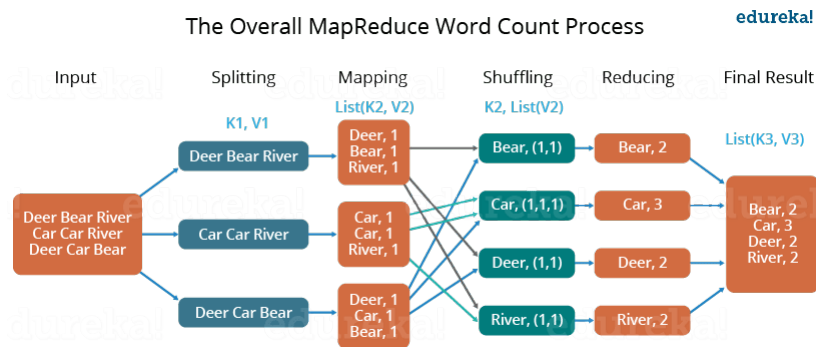 edureka!
The Overall MapReduce Word Count Process
Input
Splitting
Mapping
Shuffling
Reducing
Final Result
K1, V1
List(K2, V2)
K2, List(V2)
List(K3, V3)
Deer Bear River
Car Car River
Deer Car Bear
Deer Bear River
Car Car River
Deer Car Bear
Deer, 1
Bear, 1
River, 1
Car, 1
Car, 1
River, 1
Deer, 1
Car, 1
Bear, 1
Bear, (1,1)
Car, (1,1,1)
Deer, (1,1)
River, (1,1)
Bear, 2
Car, 3
Deer, 2
River, 2
Bear, 2
Car, 3
Deer, 2
River, 2